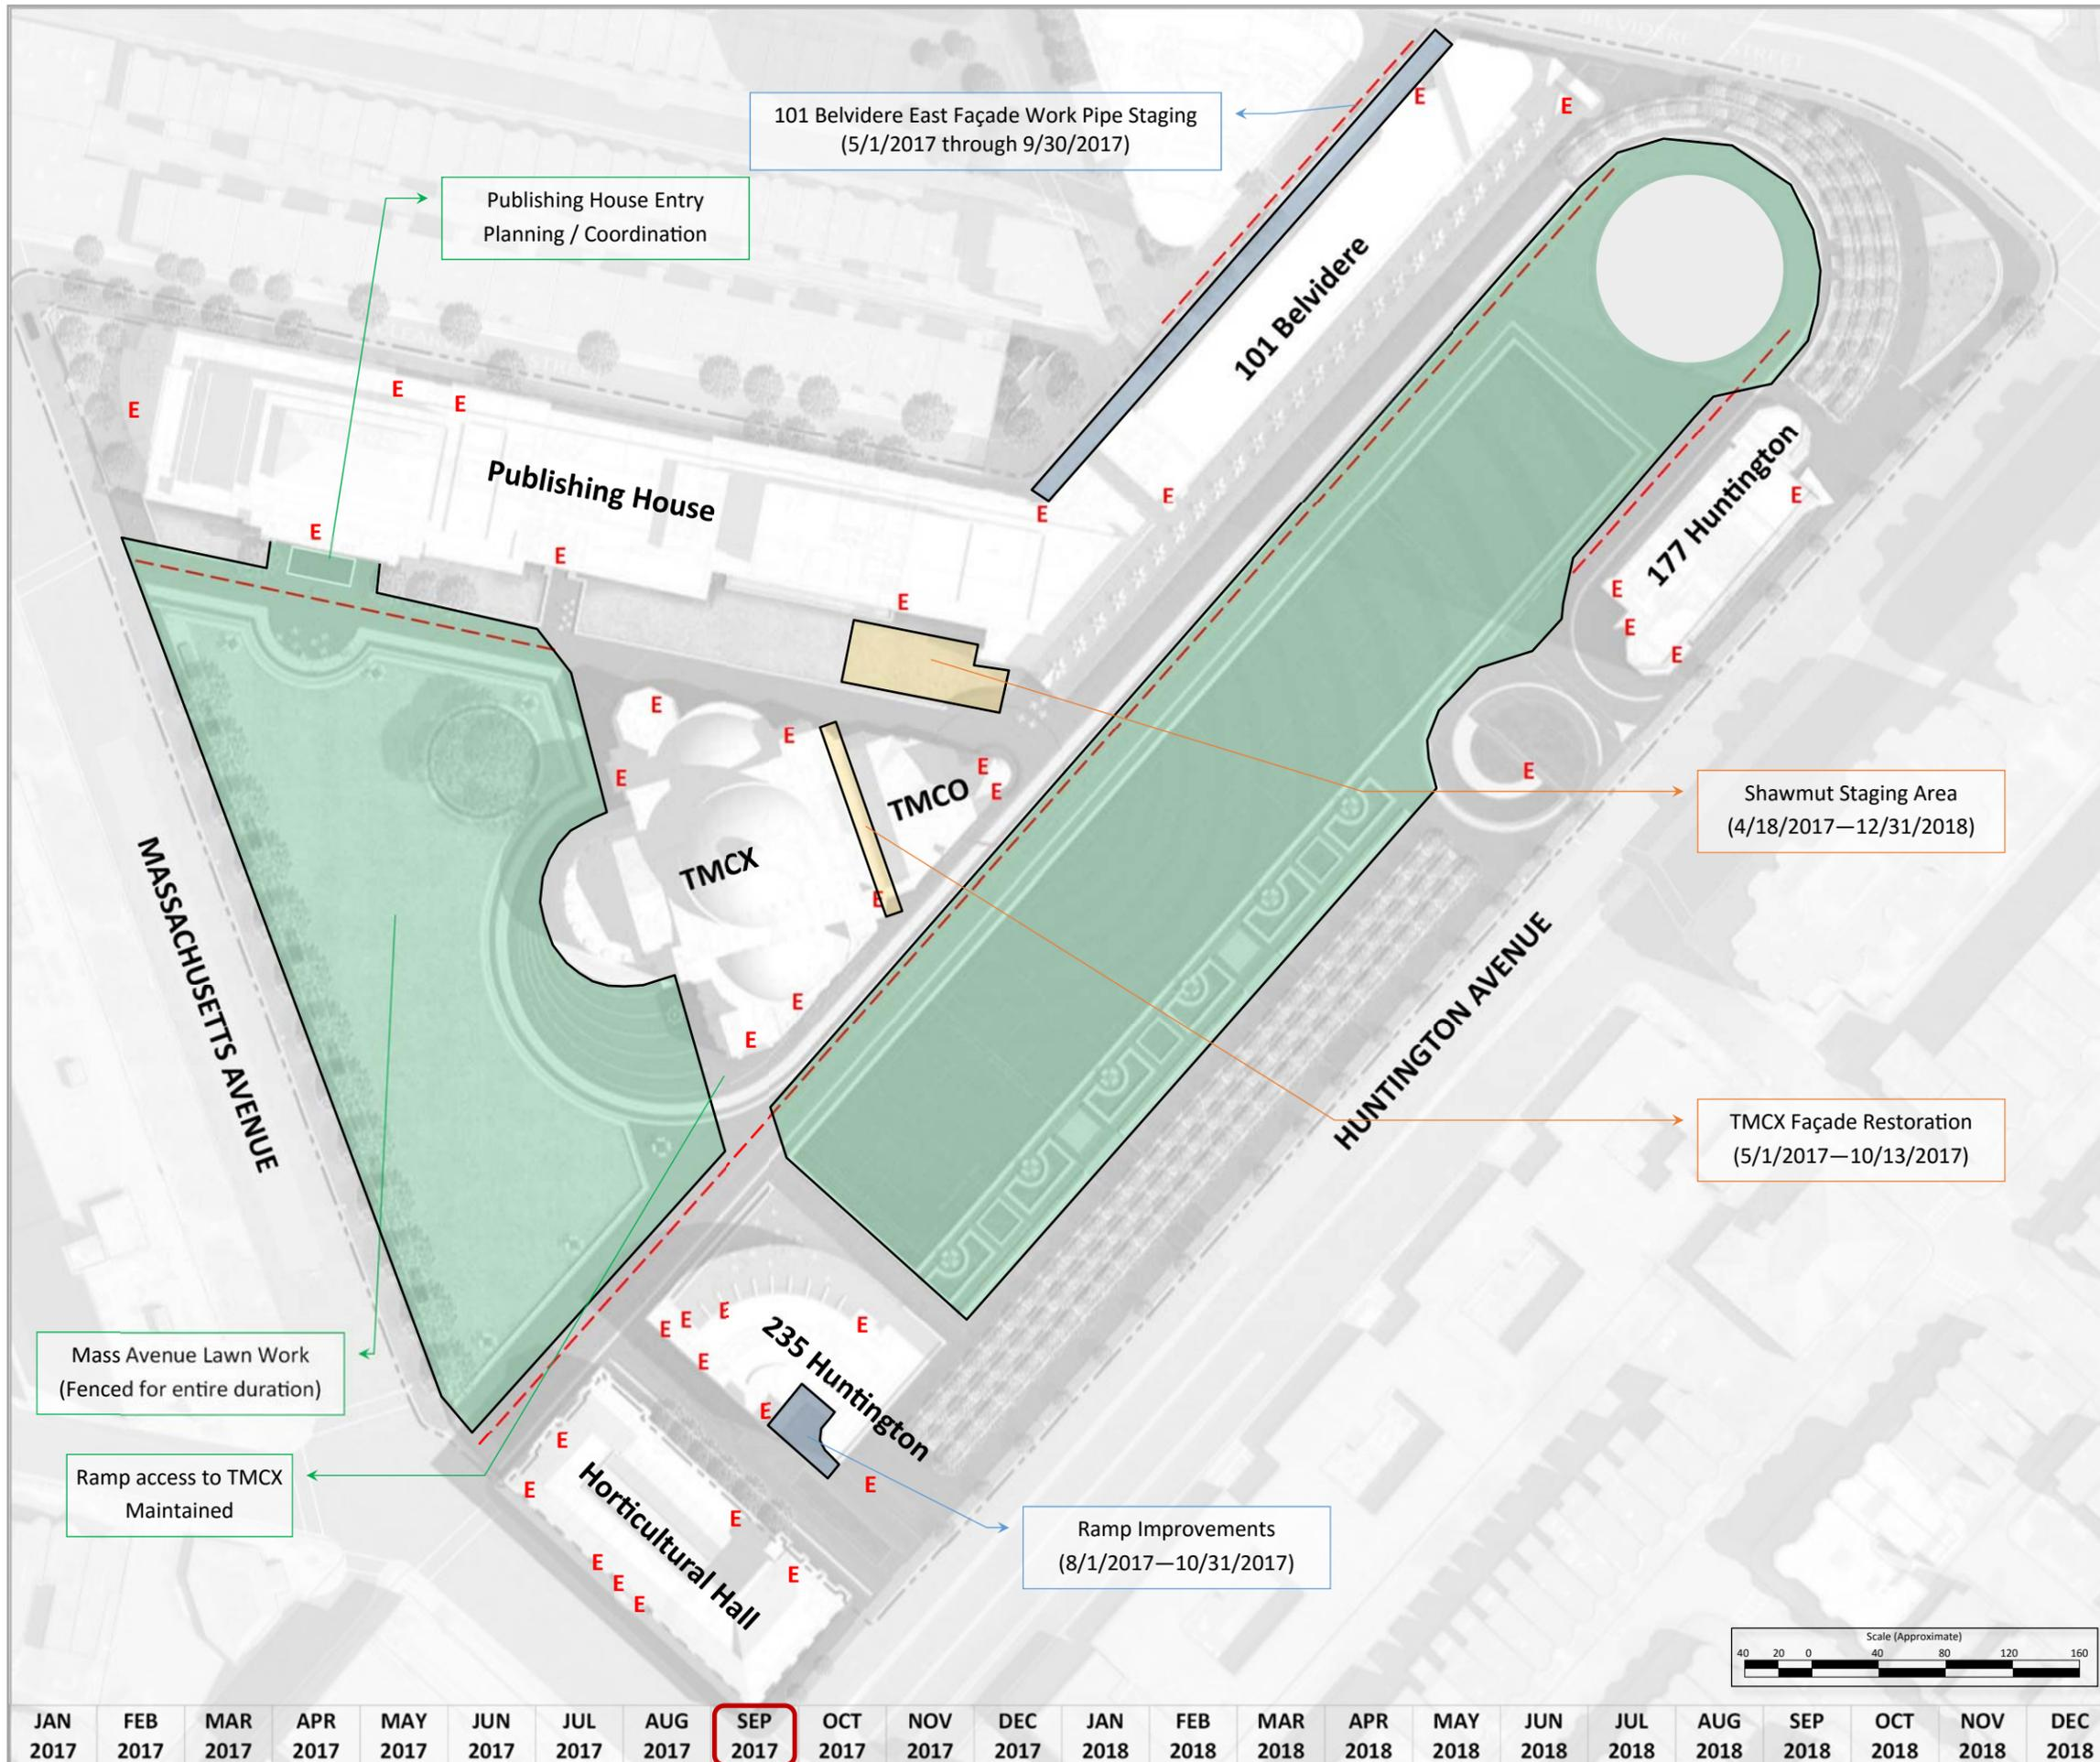 BELVIDERE STREET
101 Belvidere East Façade Work Pipe Staging
(5/1/2017 through 9/30/2017)
E
E
Publishing House Entry
Planning / Coordination
101 Belvidere
E
E
E
Publishing House
177 Huntington
E
E
E
E
E
E
E
E
E
E
Shawmut Staging Area
(4/18/2017—12/31/2018)
E
E
E
E
E
E
TMCO
TMCX
E
MASSACHUSETTS AVENUE
HUNTINGTON AVENUE
E
E
TMCX Façade Restoration
(5/1/2017—10/13/2017)
E
E
E
E
E
235 Huntington
Mass Avenue Lawn Work
(Fenced for entire duration)
E
E
E
E
Horticultural Hall
Ramp access to TMCX
Maintained
E
E
E
E
E
Ramp Improvements
(8/1/2017—10/31/2017)
Scale (Approximate)
40 20 0 40 80 120 160
JAN FEB MAR APR MAY JUN JUL AUG SEP OCT NOV DEC JAN FEB MAR APR MAY JUN JUL AUG SEP OCT NOV DEC
2017 2017 2017 2017 2017 2017 2017 2017 2017 2017 2017 2017 2018 2018 2018 2018 2018 2018 2018 2018 2018 2018 2018 2018